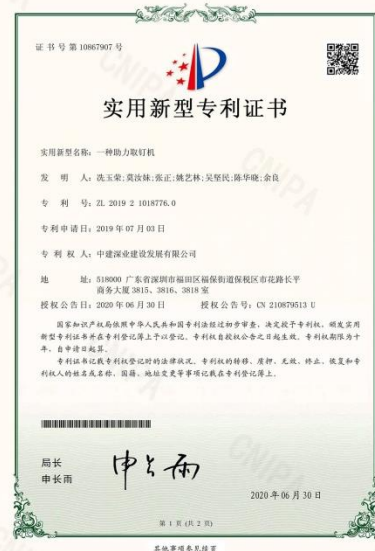 证书号第10867907号
实用新型专利证书
实用新型名称：一种助力取钉机
发明人：冼玉荣;莫汝妹;张正;姚艺林;吴坚民;陈华晓;余良
专利号：ZL 2019 2 1018776.0
专利申请日：2019年07月03日
专利权人：中建深业建设发展有限公司
地址：518000 广东省深圳市福田区福保街道保税区市花路长平
商务大厦3815、3816、3818室
授权公告日：2020年06月30日 授权公告号：CN 210879513 U
国家知识产权局依照中华人民共和国专利法经过初步审查，决定授予专利权，颁发实用
新型专利证书并在专利登记簿上予以登记。专利权自授权公告之日起生效。专利权期限为十
年，自申请日起算。
专利证书记载专利权登记时的法律状况。专利权的转移、质押、无效、终止、恢复和专
利权人的姓名或名称、国籍、地址变更等事项记载在专利登记簿上。
局长
申长雨
申长雨
2020年06月30日
第 1 页 (共 2 页)
其他事项参见续页
CNIPA
CNIPA
CNIPA